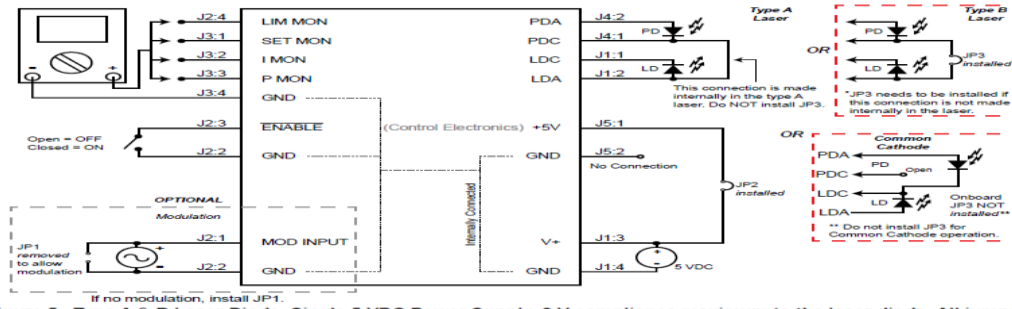 J2:4 LIM MON
J3:1 SET MON
J3:2 I MON
J3:3 P MON
J3:4 GND
- +
Open = OFF
Closed = ON
J2:3 ENABLE
J2:2 GND
OPTIONAL
Modulation
JP1
removed
to allow
modulation
J2:1 MOD INPUT
+
-
J2:2 GND
If no modulation, install JP1.
(Control Electronics)
Internally Connected
PDA J4:2
PDC J4:1
LDC J1:1
LDA J1:2
PD
LD
Type A
Laser
This connection is made
internally in the type A
laser. Do NOT install JP3.
+5V J5:1
GND J5:2
No Connection
JP2
installed
V+ J1:3
+
-
5 VDC
GND J1:4
OR
Type B
Laser
PD
LD
JP3
installed
*JP3 needs to be installed if
this connection is not made
internally in the laser.
OR
Common
Cathode
PDA
PD
PDC Open
LDC
LD
LDA
Onboard
JP3 NOT
installed**
** Do not install JP3 for
Common Cathode operation.